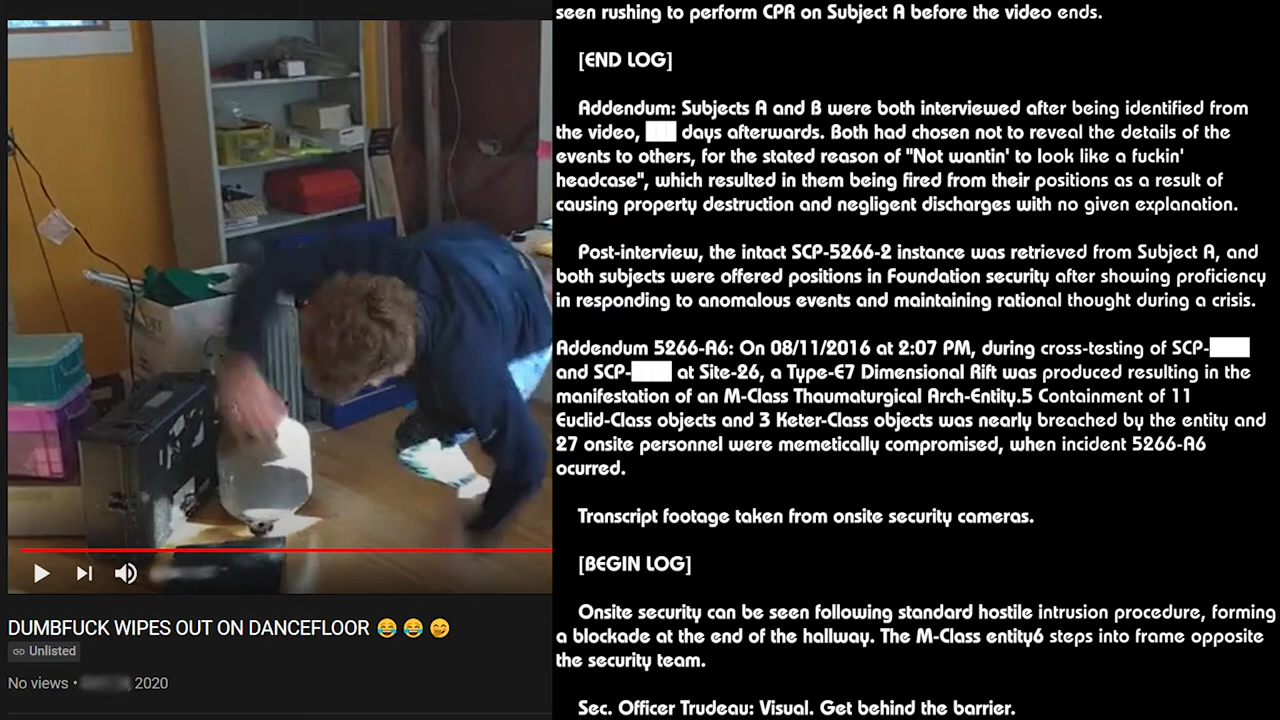 DUMBFUCK WIPES OUT ON DANCEFLOOR 😂 😂 🤭
Unlisted
No views • , 2020
seen rushing to perform CPR on Subject A before the video ends.
[END LOG]
Addendum: Subjects A and B were both interviewed after being identified from
the video, ███ days afterwards. Both had chosen not to reveal the details of the
events to others, for the stated reason of "Not wantin' to look like a fuckin'
headcase", which resulted in them being fired from their positions as a result of
causing property destruction and negligent discharges with no given explanation.
Post-interview, the intact SCP-5266-2 instance was retrieved from Subject A, and
both subjects were offered positions in Foundation security after showing proficiency
in responding to anomalous events and maintaining rational thought during a crisis.
Addendum 5266-A6: On 08/11/2016 at 2:07 PM, during cross-testing of SCP-████
and SCP-████ at Site-26, a Type-E7 Dimensional Rift was produced resulting in the
manifestation of an M-Class Thaumaturgical Arch-Entity.5 Containment of 11
Euclid-Class objects and 3 Keter-Class objects was nearly breached by the entity and
27 onsite personnel were memetically compromised, when incident 5266-A6
ocurred.
Transcript footage taken from onsite security cameras.
[BEGIN LOG]
Onsite security can be seen following standard hostile intrusion procedure, forming
a blockade at the end of the hallway. The M-Class entity6 steps into frame opposite
the security team.
Sec. Officer Trudeau: Visual. Get behind the barrier.